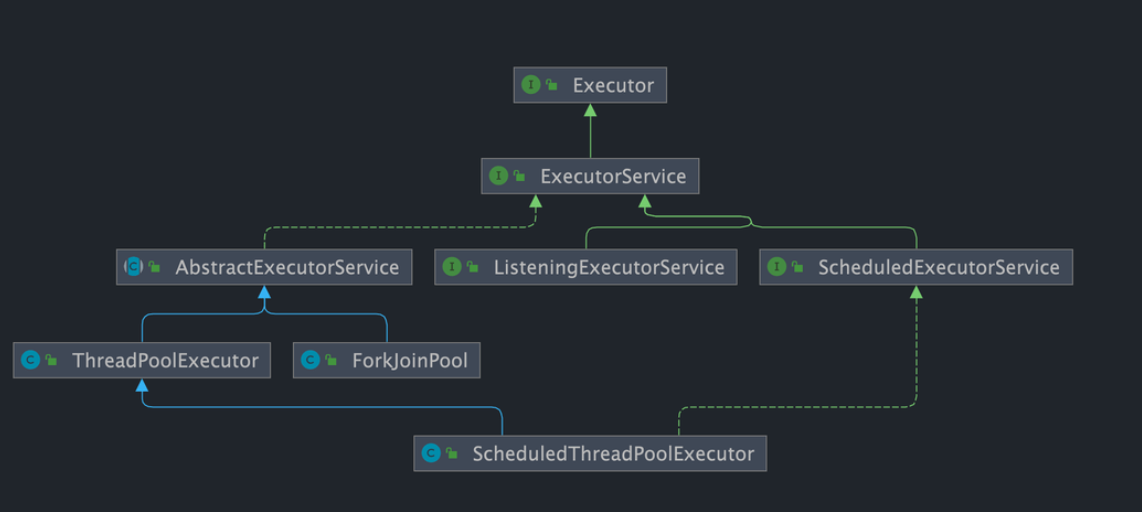 I Executor
I ExecutorService
C AbstractExecutorService
I ListeningExecutorService
I ScheduledExecutorService
C ThreadPoolExecutor
C ForkJoinPool
C ScheduledThreadPoolExecutor